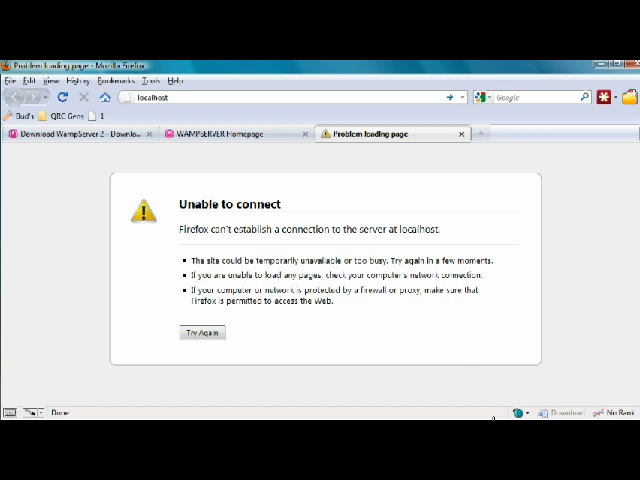 Problem loading page - Mozilla Firefox
File Edit View History Bookmarks Tools Help
localhost
Google
Bud's QRC Gens 1
Download WampServer 2 - Downlo...
WAMPSERVER Homepage
Problem loading page
Unable to connect
Firefox can't establish a connection to the server at localhost.
The site could be temporarily unavailable or too busy. Try again in a few moments.
If you are unable to load any pages, check your computer's network connection.
If your computer or network is protected by a firewall or proxy, make sure that
Firefox is permitted to access the Web.
Try Again
Done
Download
No Rank